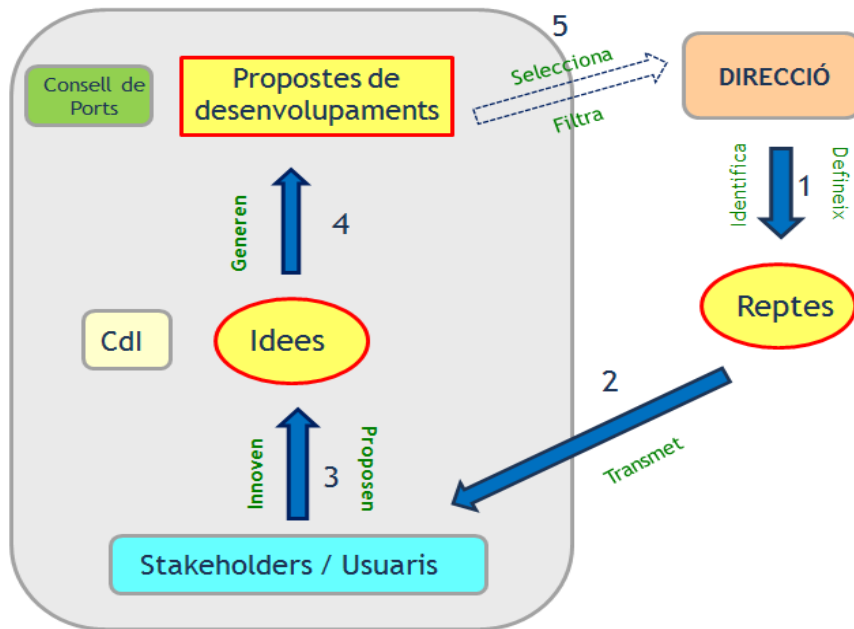 5
Consell de
Ports
Propostes de
desenvolupaments
Selecciona
Filtra
DIRECCIÓ
Identifica
1
Defineix
Generen
4
Reptes
CdI
Idees
2
Transmet
Innoven
3
Proposen
Stakeholders / Usuaris